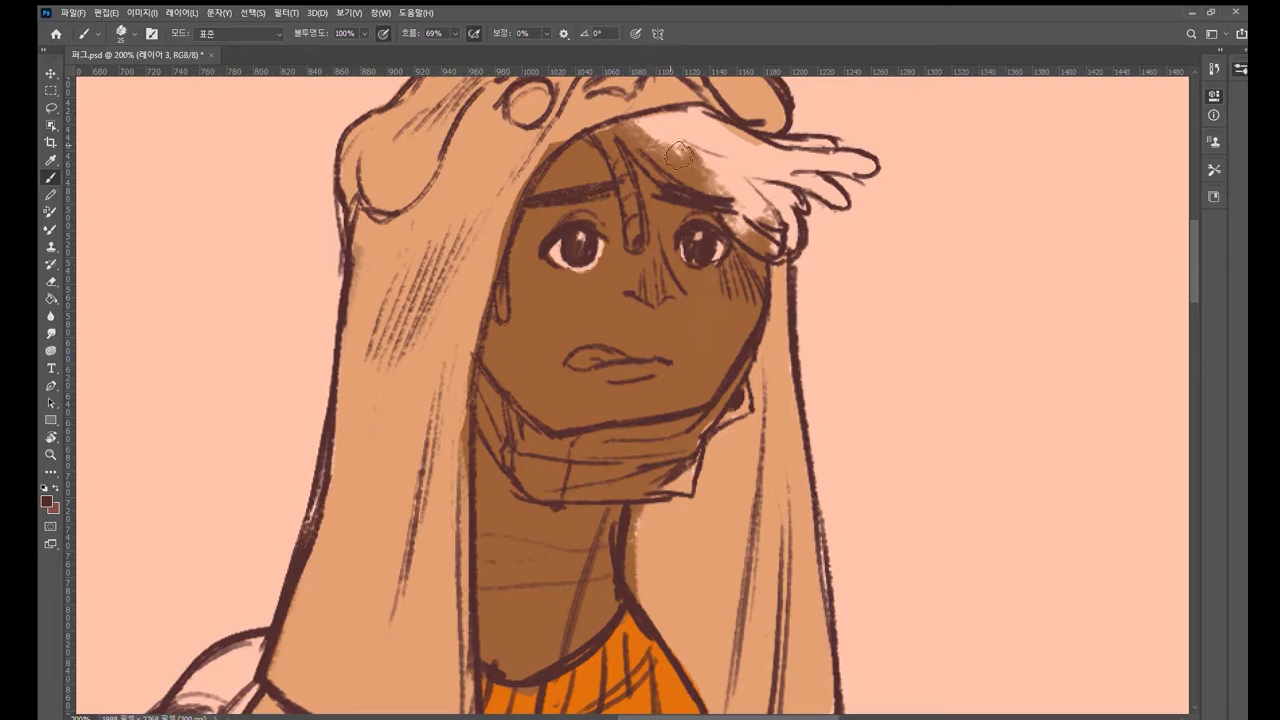 Ps 파일(F) 편집(E) 이미지(I) 레이어(L) 문자(Y) 선택(S) 필터(T) 3D(D) 보기(V) 창(W) 도움말(H)
25 모드: 표준 불투명도: 100% 흐름: 69% 보정: 0% 0°
퍼그.psd @ 200% (레이어 3, RGB/8) *
680 700 720 740 760 780 800 820 840 860 880 900 920 940 960 980 1000 1020 1040 1060 1080 1100 1120 1140 1160 1180 1200 1220 1240 1260 1280 1300 1320 1340 1360 1380 1400 1420 1440 1460 1480
200%